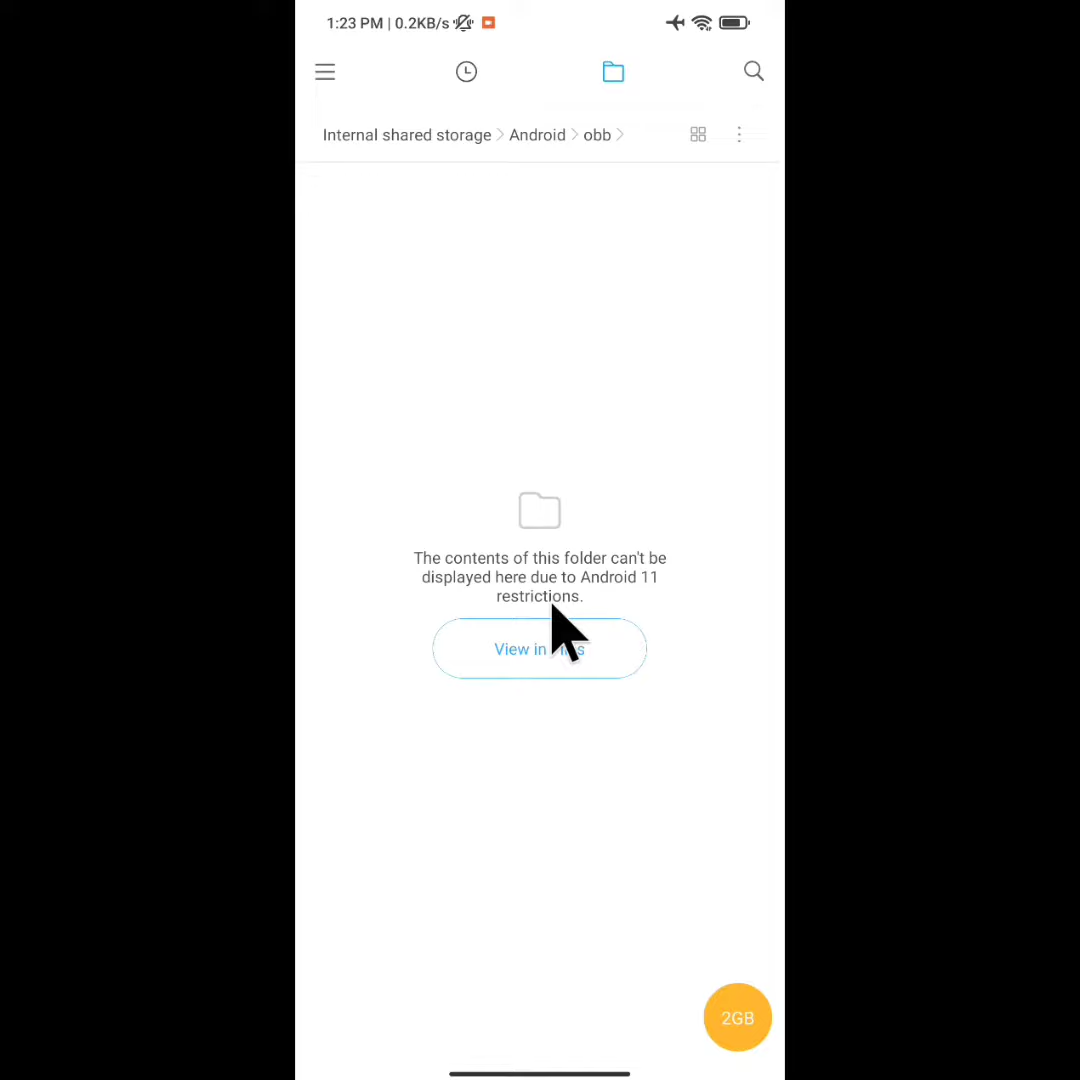 1:23 PM | 0.2KB/s
Internal shared storage > Android > obb >
The contents of this folder can't be
displayed here due to Android 11
restrictions.
View in
2GB